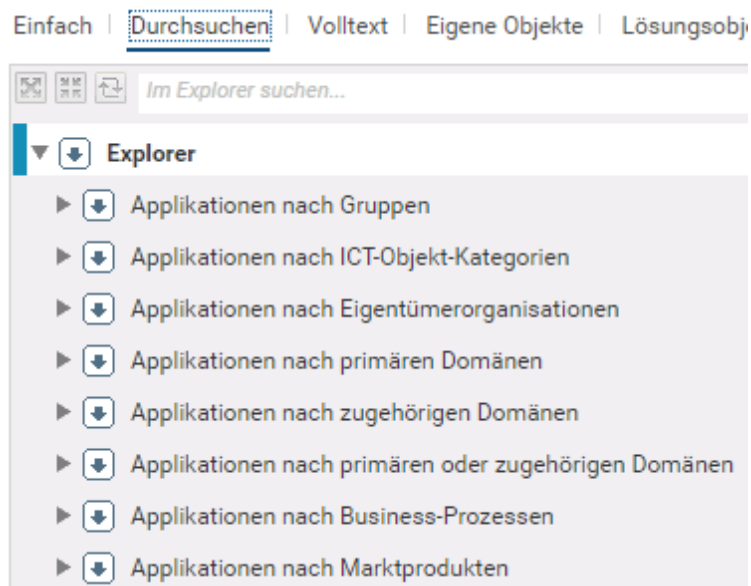 Einfach | Durchsuchen | Volltext | Eigene Objekte | 
Im Explorer suchen...
Explorer
Applikationen nach Gruppen
Applikationen nach ICT-Objekt-Kategorien
Applikationen nach Eigentümerorganisationen
Applikationen nach primären Domänen
Applikationen nach zugehörigen Domänen
Applikationen nach primären oder zugehörigen Domänen
Applikationen nach Business-Prozessen
Applikationen nach Marktprodukten